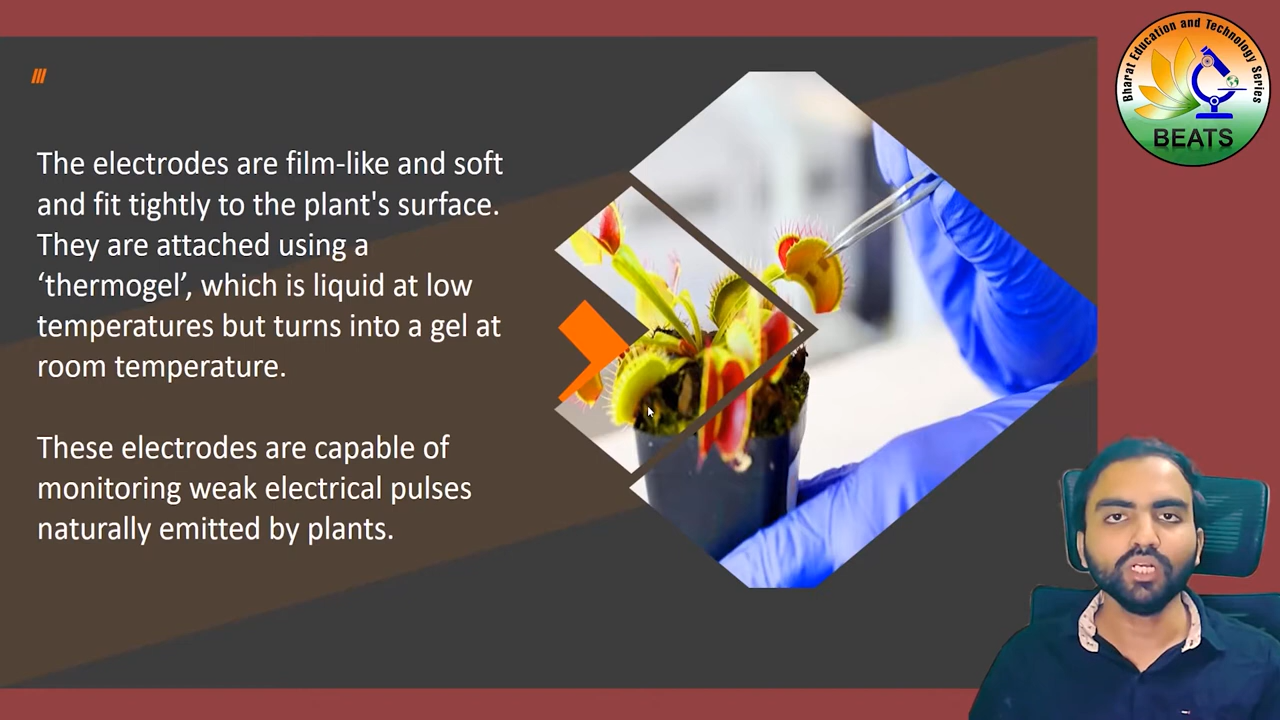 The electrodes are film-like and soft
and fit tightly to the plant's surface.
They are attached using a
‘thermogel’, which is liquid at low
temperatures but turns into a gel at
room temperature.
These electrodes are capable of
monitoring weak electrical pulses
naturally emitted by plants.
Bharat Education and Technology Series
BEATS